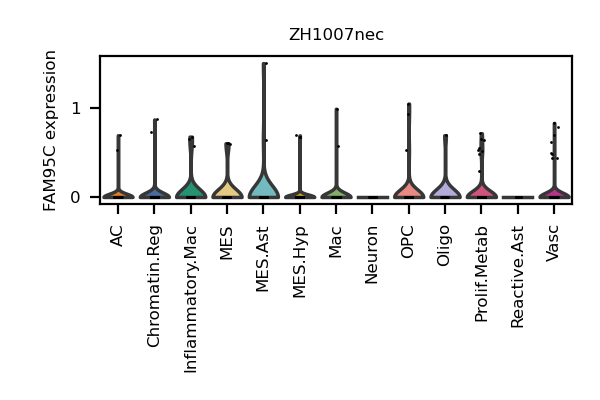 ZH1007nec
FAM95C expression
1
0
AC
Chromatin.Reg
Inflammatory.Mac
MES
MES.Ast
MES.Hyp
Mac
Neuron
OPC
Oligo
Prolif.Metab
Reactive.Ast
Vasc